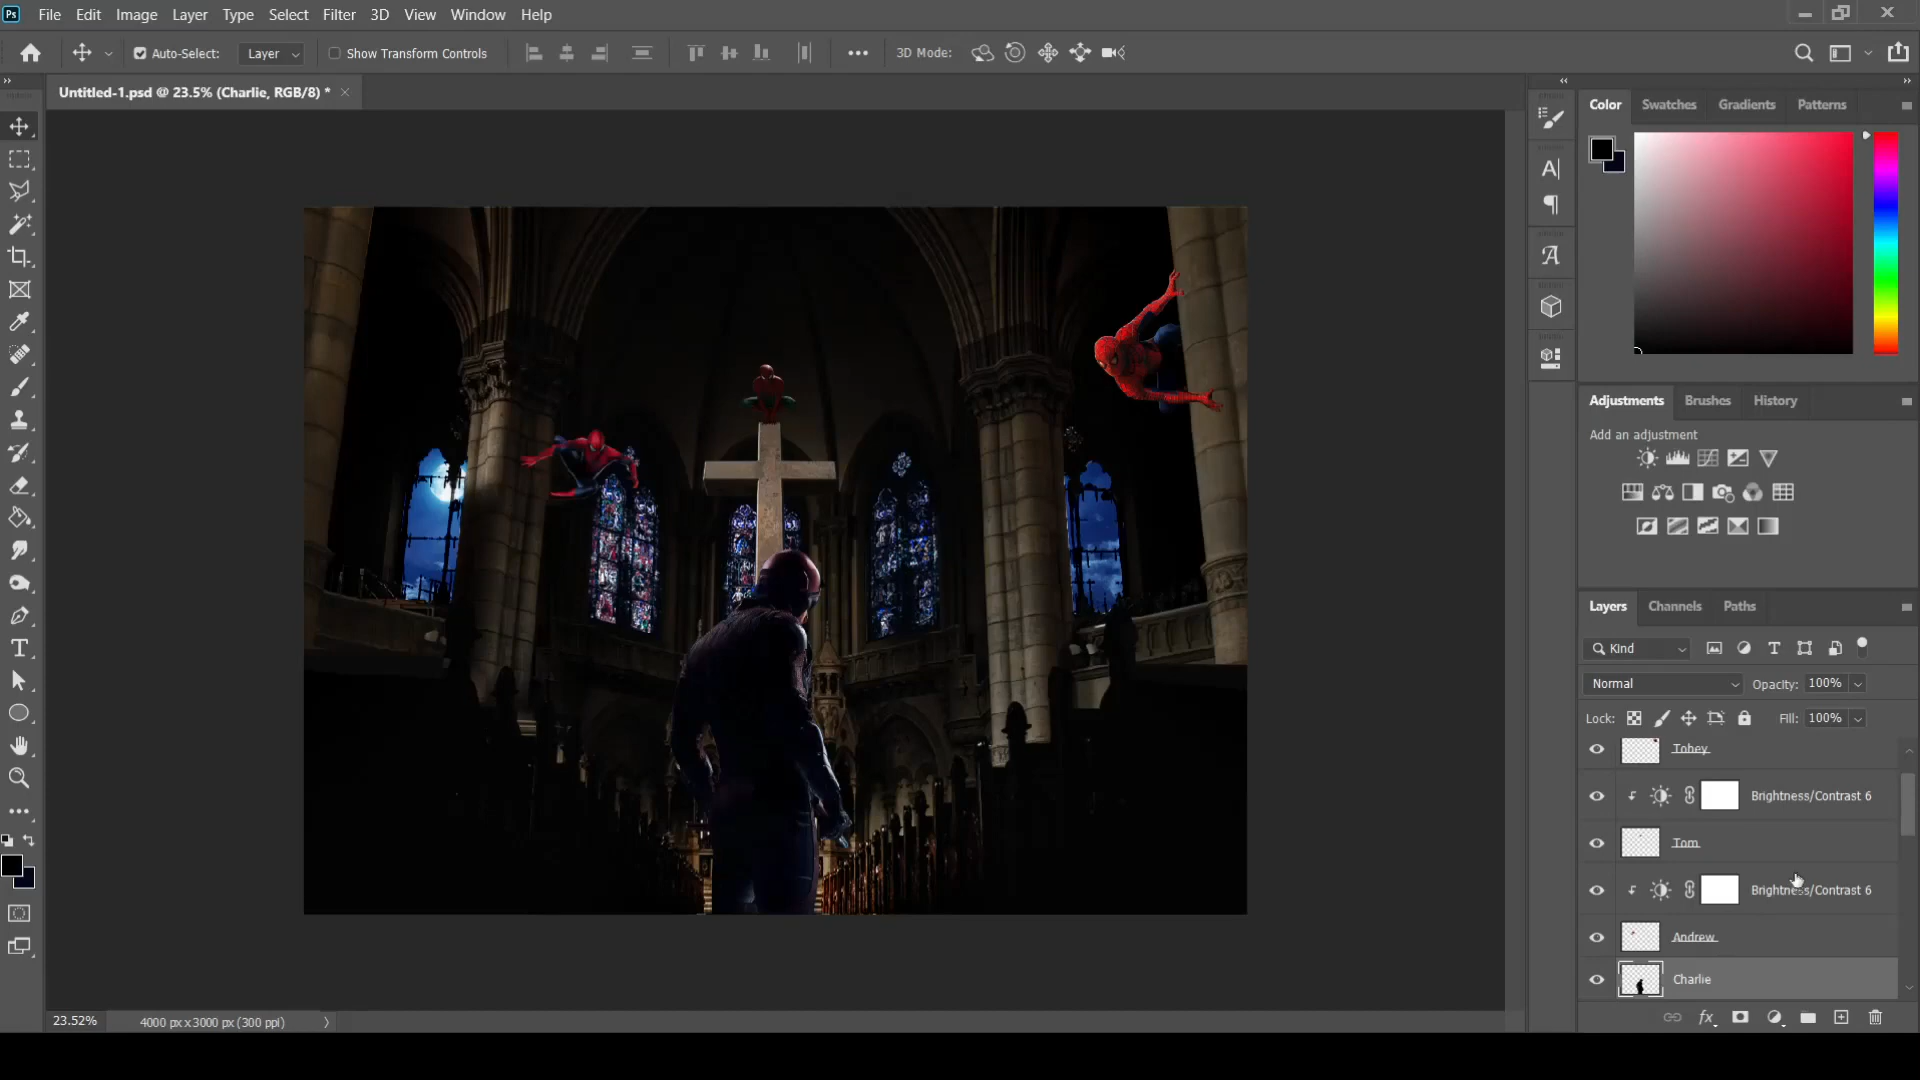 Ps File Edit Image Layer Type Select Filter 3D View Window Help
Auto-Select: Layer Show Transform Controls 3D Mode:
Untitled-1.psd @ 23.5% (Charlie, RGB/8) *
Color Swatches Gradients Patterns
Adjustments Brushes History
Add an adjustment
Layers Channels Paths
Kind
Normal Opacity: 100%
Lock: Fill: 100%
Tobey
Brightness/Contrast 6
Tom
Brightness/Contrast 6
Andrew
Charlie
fx
23.52% 4000 px x 3000 px (300 ppi)